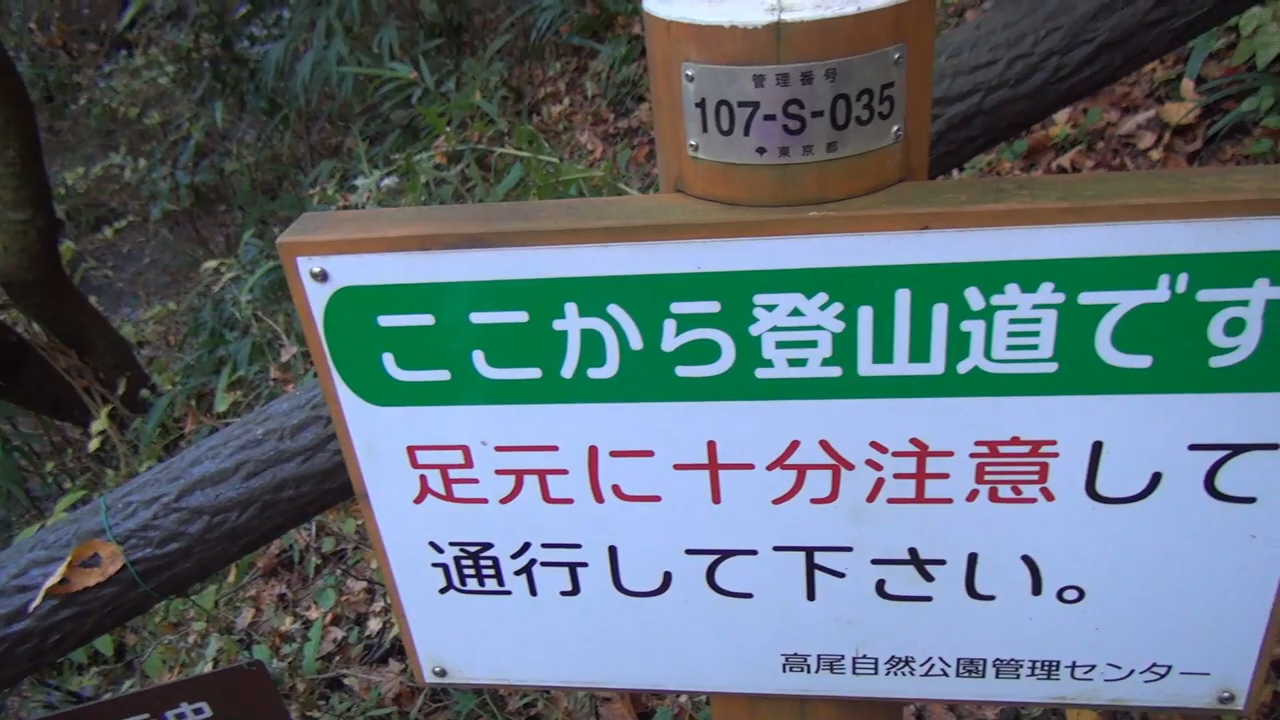 管理番号
107-S-035
東京都
ここから登山道です
足元に十分注意して
通行して下さい。
高尾自然公園管理センター